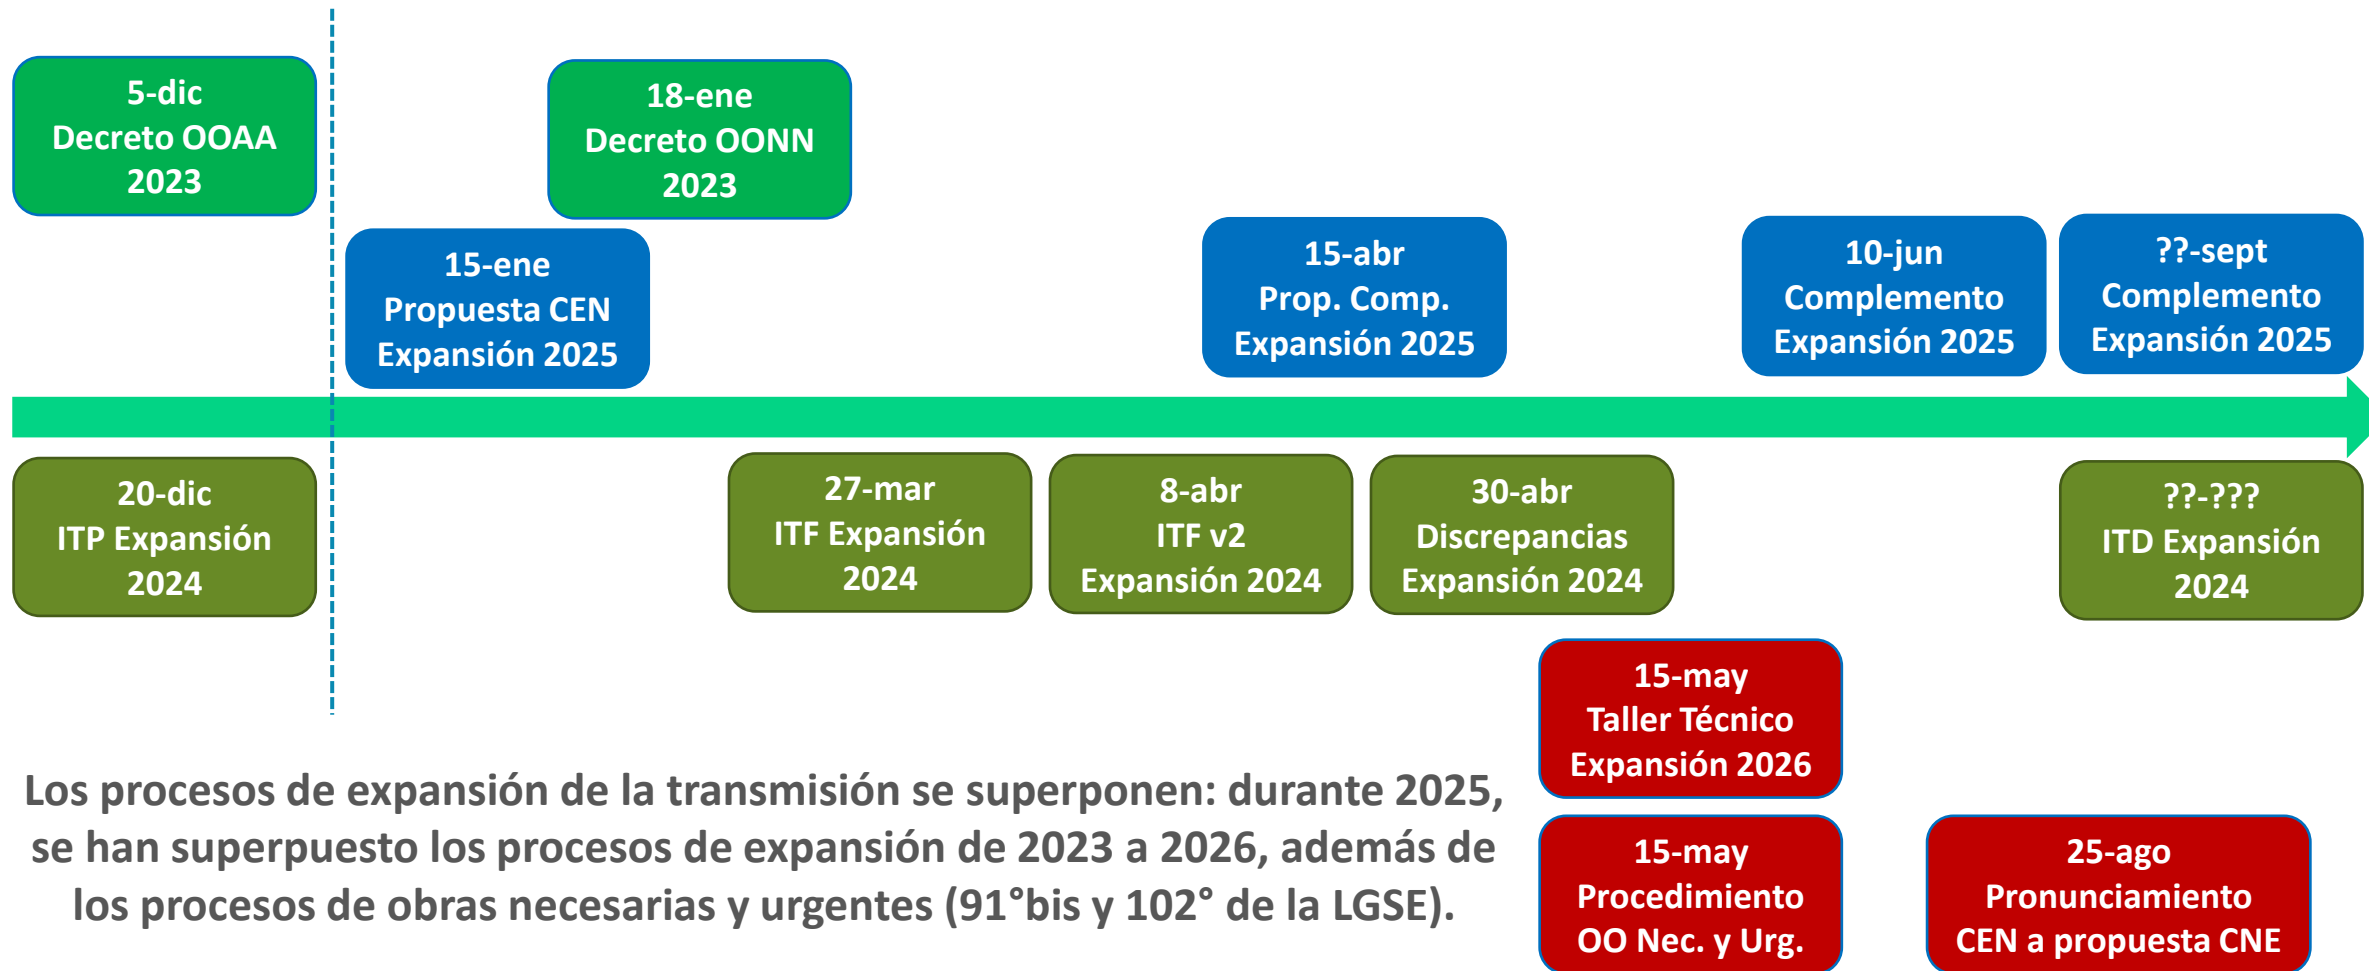 5-dic
Decreto OOAA
2023
18-ene
Decreto OONN
2023
15-ene
Propuesta CEN
Expansión 2025
15-abr
Prop. Comp.
Expansión 2025
10-jun
Complemento
Expansión 2025
??-sept
Complemento
Expansión 2025
20-dic
ITP Expansión
2024
27-mar
ITF Expansión
2024
8-abr
ITF v2
Expansión 2024
30-abr
Discrepancias
Expansión 2024
??-???
ITD Expansión
2024
15-may
Taller Técnico
Expansión 2026
Los procesos de expansión de la transmisión se superponen: durante 2025,
se han superpuesto los procesos de expansión de 2023 a 2026, además de
los procesos de obras necesarias y urgentes (91°bis y 102° de la LGSE).
15-may
Procedimiento
OO Nec. y Urg.
25-ago
Pronunciamiento
CEN a propuesta CNE